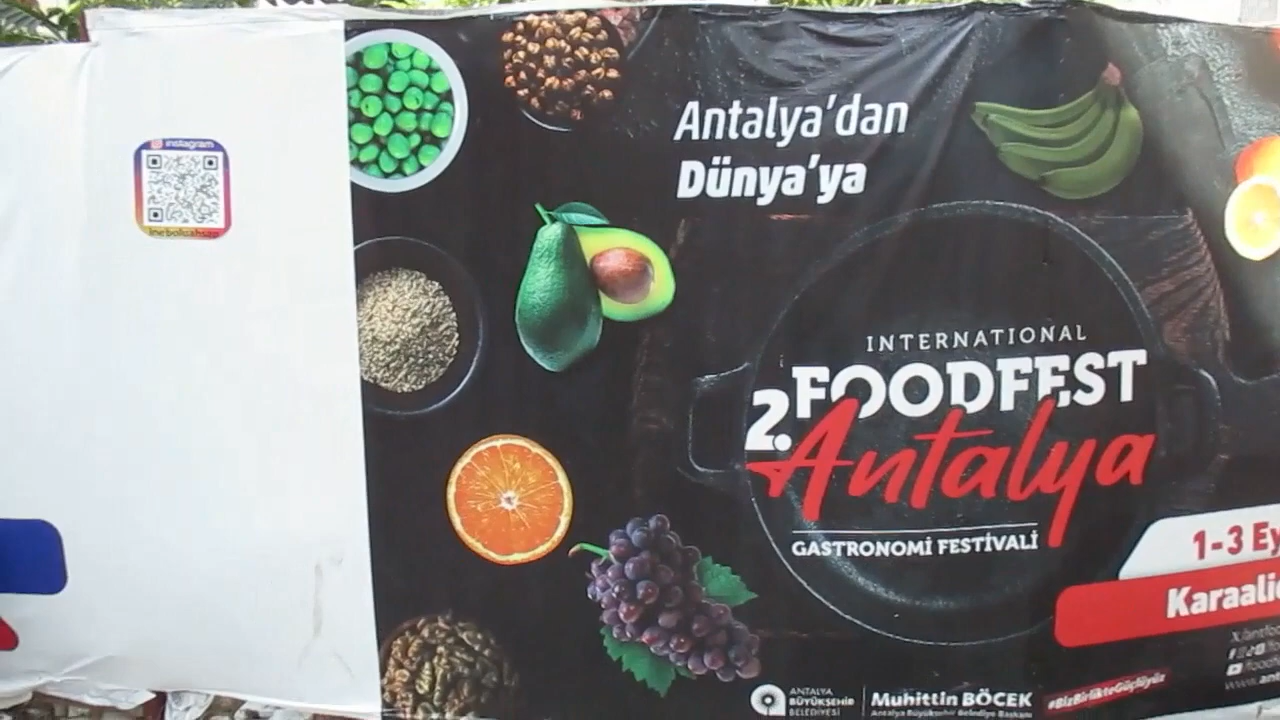 instagram
Antalya'dan
Dünya'ya
INTERNATIONAL
2. FOODFEST
Antalya
GASTRONOMİ FESTİVALİ
1-3 Ey
Karaali
ANTALYA
BÜYÜKŞEHİR
BELEDİYESİ
Muhittin BÖCEK
Antalya Büyükşehir Belediye Başkanı
#BizBirlikteGüçlüyüz